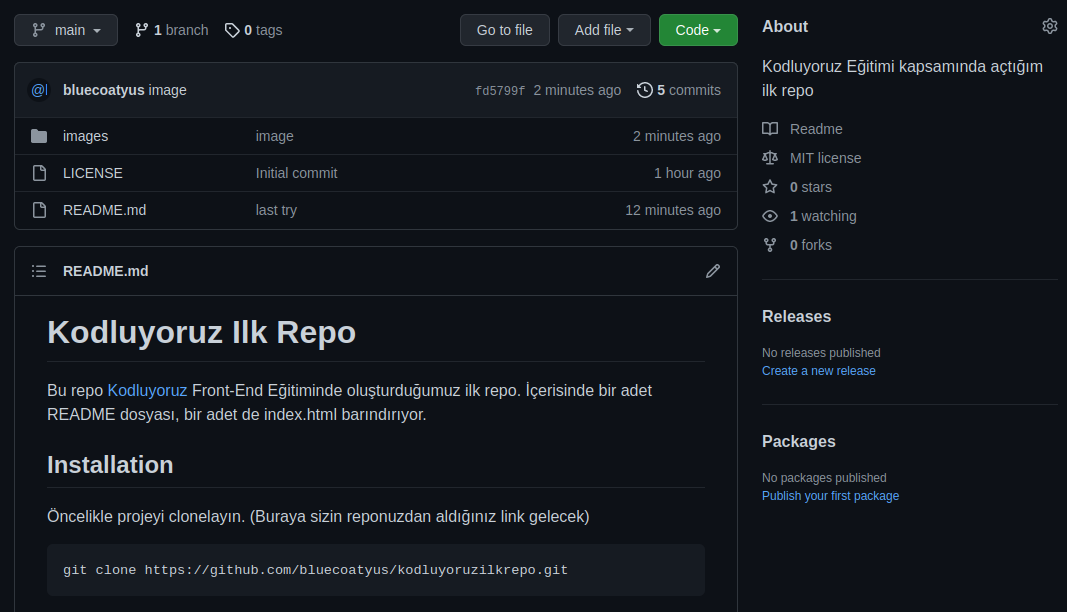 main
1 branch
0 tags
Go to file
Add file
Code
@l
bluecoatyus image
fd5799f 2 minutes ago
5 commits
images image 2 minutes ago
LICENSE Initial commit 1 hour ago
README.md last try 12 minutes ago
README.md
Kodluyoruz Ilk Repo
Bu repo Kodluyoruz Front-End Eğitiminde oluşturduğumuz ilk repo. İçerisinde bir adet
README dosyası, bir adet de index.html barındırıyor.
Installation
Öncelikle projeyi clonelayın. (Buraya sizin reponuzdan aldığınız link gelecek)
git clone https://github.com/bluecoatyus/kodluyoruzilkrepo.git
About
Kodluyoruz Eğitimi kapsamında açtığım
ilk repo
Readme
MIT license
0 stars
1 watching
0 forks
Releases
No releases published
Create a new release
Packages
No packages published
Publish your first package